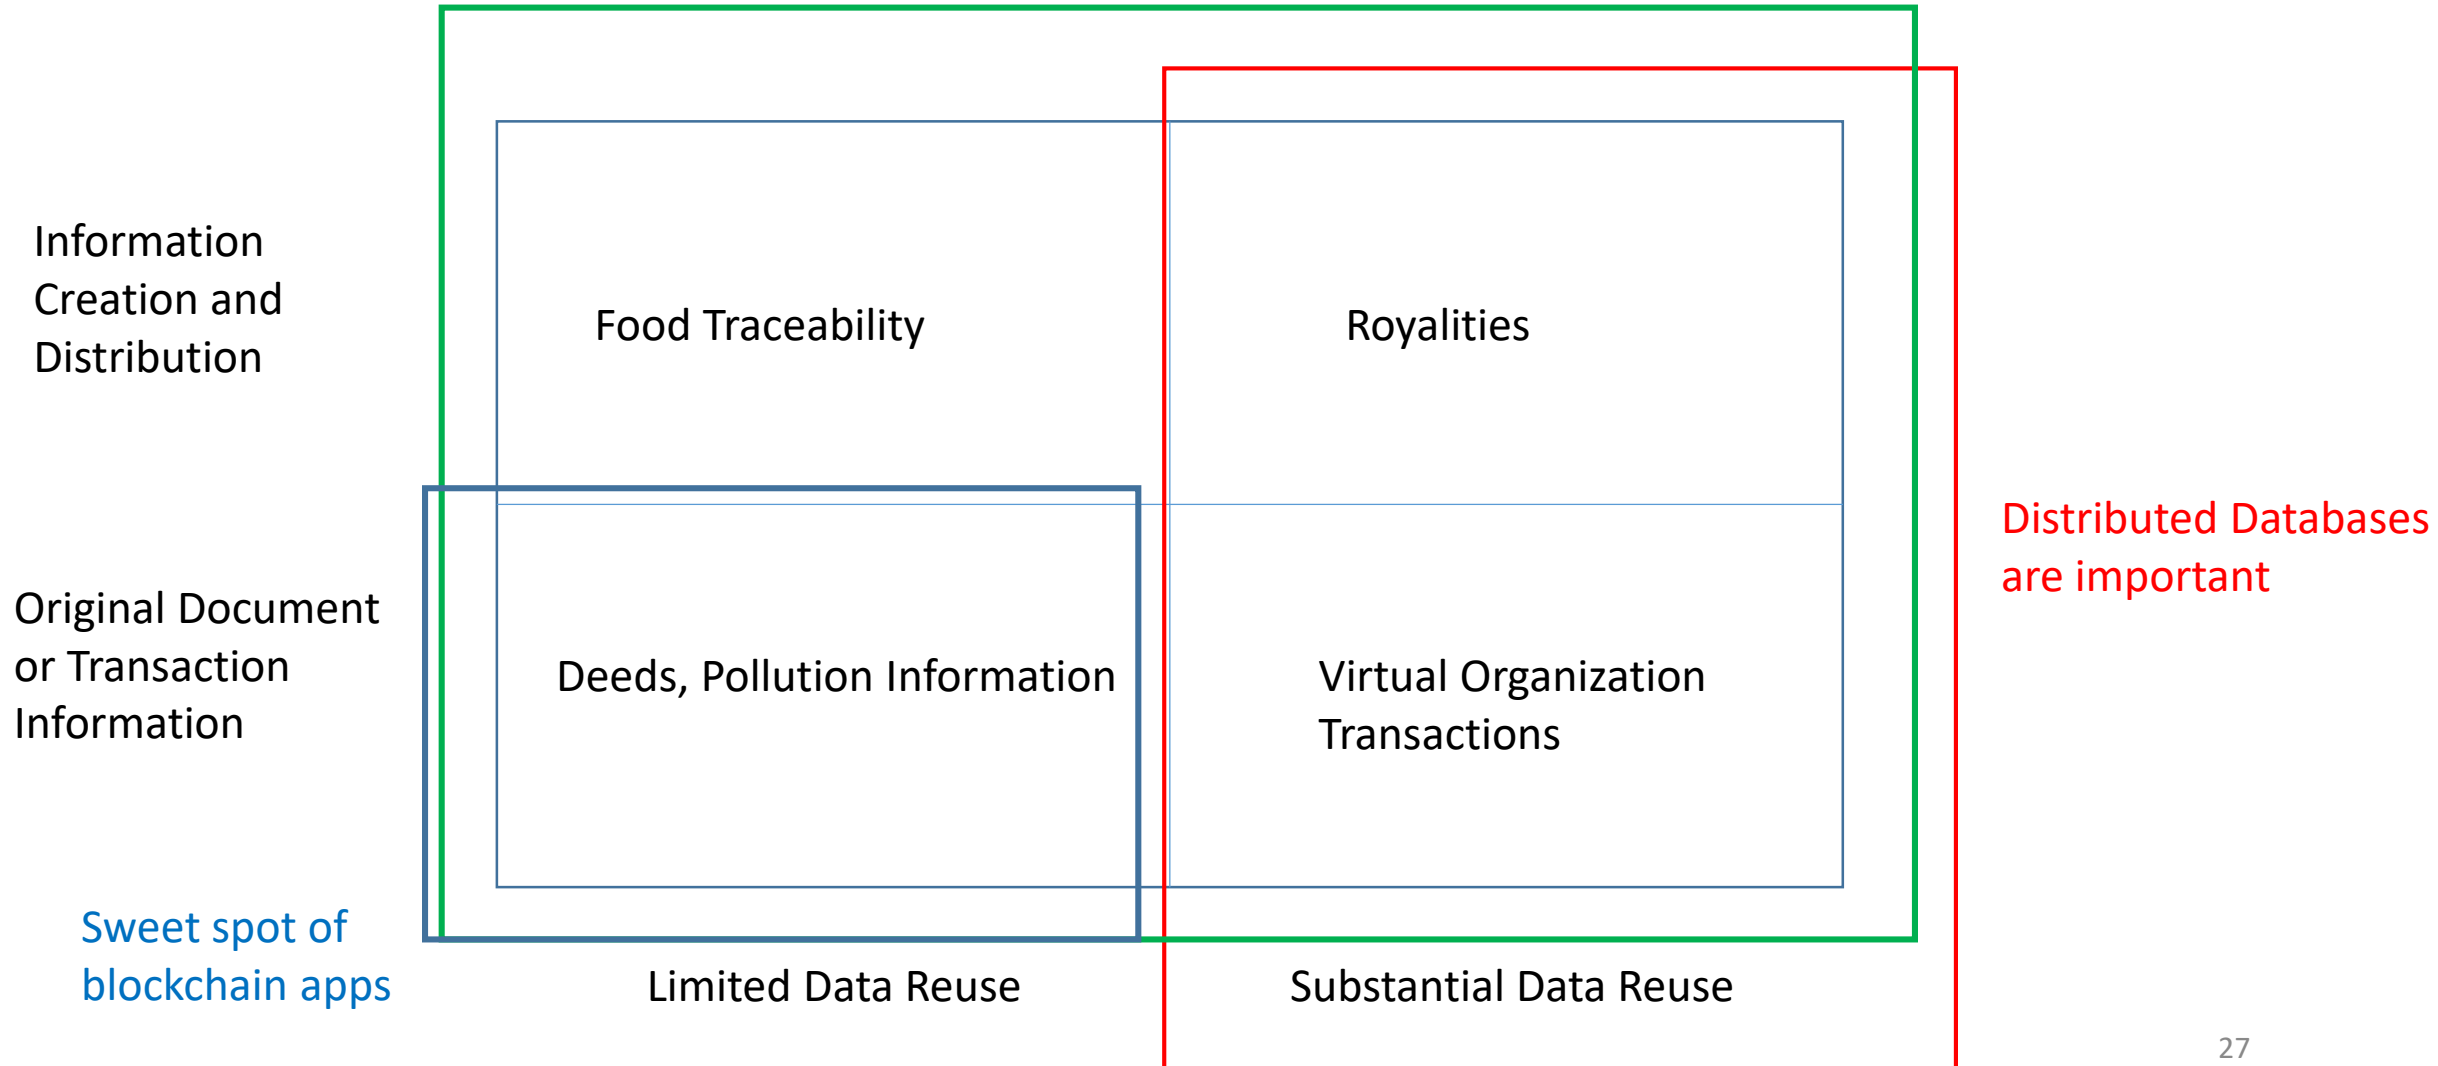 Information
Creation and
Distribution
Food Traceability
Royalities
Original Document
or Transaction
Information
Deeds, Pollution Information
Virtual Organization
Transactions
Distributed Databases
are important
Sweet spot of
blockchain apps
Limited Data Reuse
Substantial Data Reuse
27